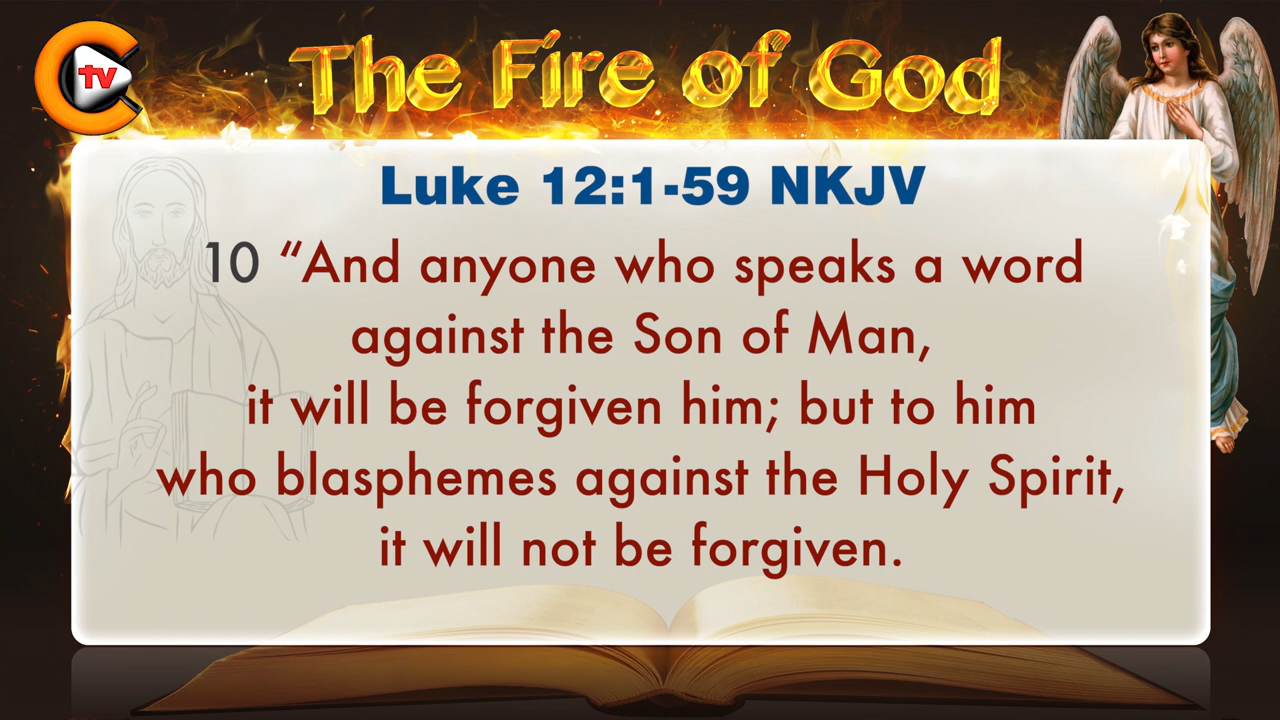 tv
The Fire of God
Luke 12:1-59 NKJV
10 “And anyone who speaks a word
against the Son of Man,
it will be forgiven him; but to him
who blasphemes against the Holy Spirit,
it will not be forgiven.